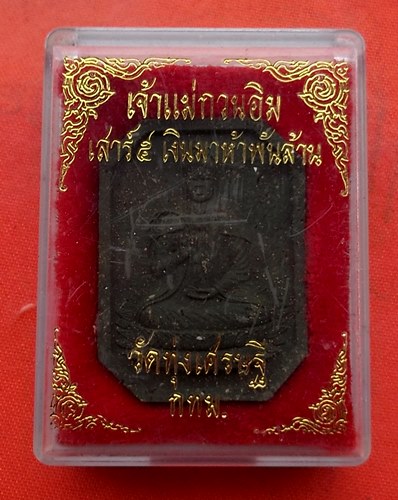 เจ้าแม่กวนอิม
เสาร์๕ เงินมาห้าพันล้าน
วัดทุ่งเศรษฐี
กทม.